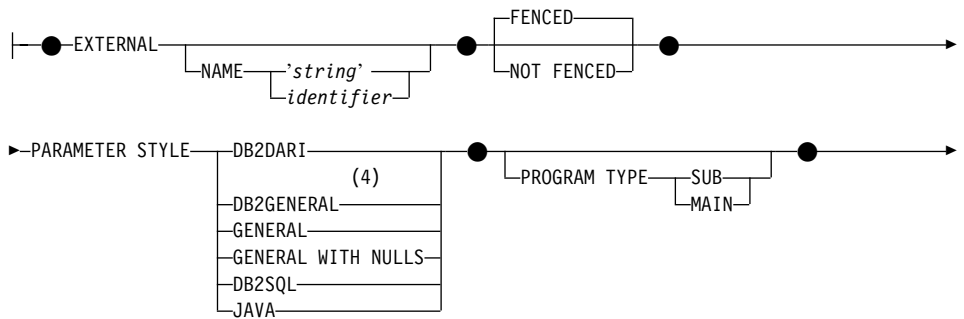 EXTERNAL
NAME 'string'
identifier
FENCED
NOT FENCED
PARAMETER STYLE DB2DARI
(4)
DB2GENERAL
GENERAL
GENERAL WITH NULLS
DB2SQL
JAVA
PROGRAM TYPE SUB
MAIN